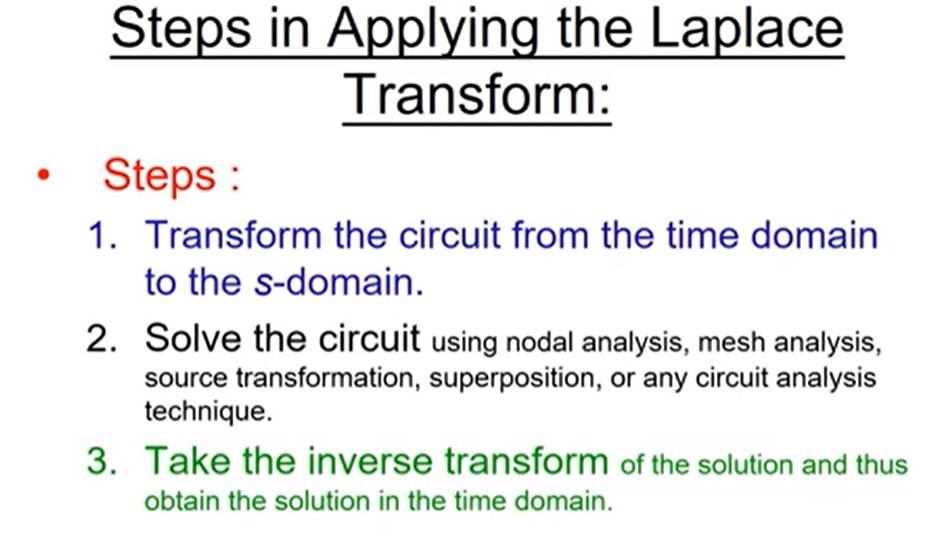 Steps in Applying the Laplace
Transform:
• Steps :
1. Transform the circuit from the time domain
to the s-domain.
2. Solve the circuit using nodal analysis, mesh analysis,
source transformation, superposition, or any circuit analysis
technique.
3. Take the inverse transform of the solution and thus
obtain the solution in the time domain.